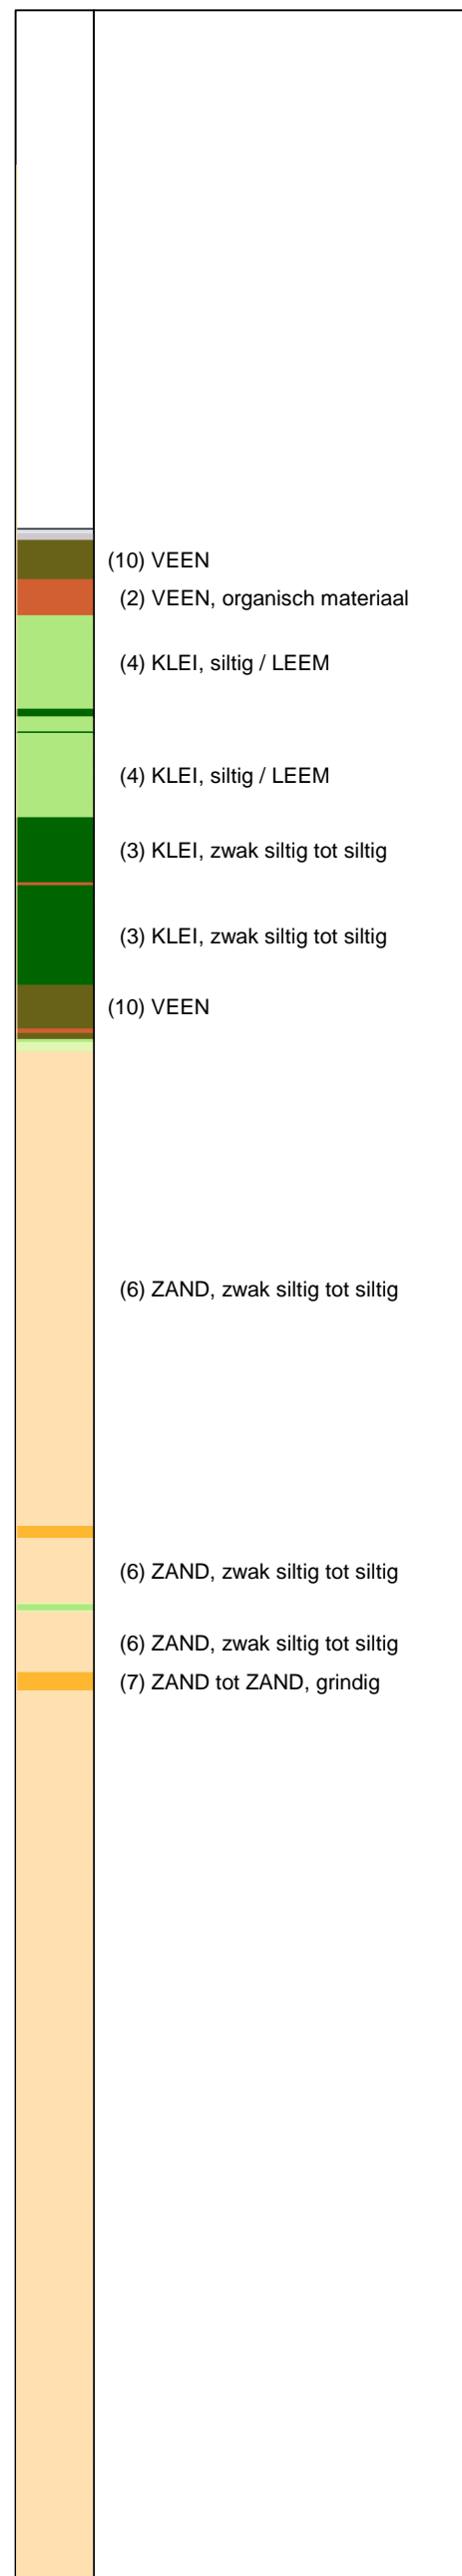 (10) VEEN
(2) VEEN, organisch materiaal
(4) KLEI, siltig / LEEM
(4) KLEI, siltig / LEEM
(3) KLEI, zwak siltig tot siltig
(3) KLEI, zwak siltig tot siltig
(10) VEEN
(6) ZAND, zwak siltig tot siltig
(6) ZAND, zwak siltig tot siltig
(6) ZAND, zwak siltig tot siltig
(7) ZAND tot ZAND, grindig